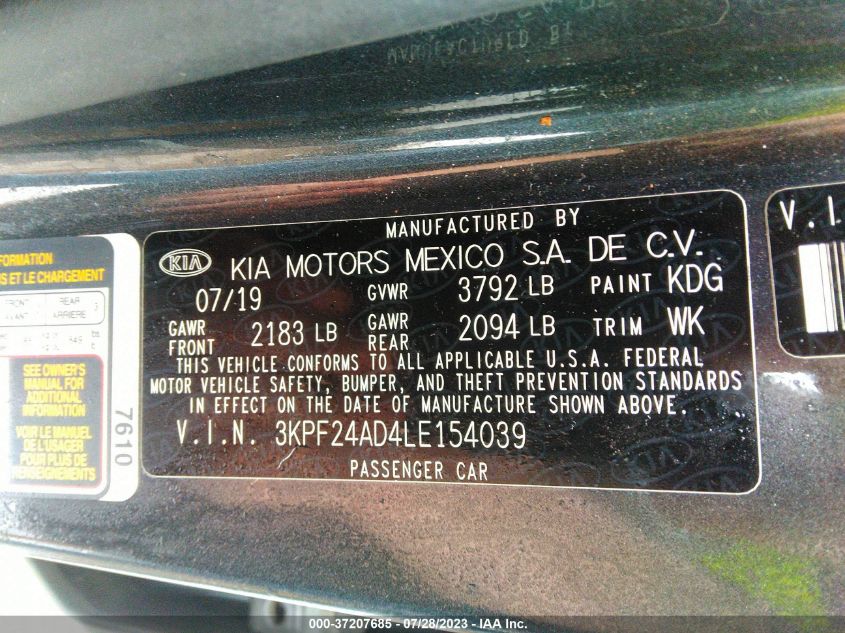 MANUFACTURED BY
KIA
KIA MOTORS MEXICO S.A. DE C.V.
07/19
GVWR 3792 LB PAINT KDG
GAWR FRONT 2183 LB GAWR REAR 2094 LB TRIM WK
THIS VEHICLE CONFORMS TO ALL APPLICABLE U.S.A. FEDERAL
MOTOR VEHICLE SAFETY, BUMPER, AND THEFT PREVENTION STANDARDS
IN EFFECT ON THE DATE OF MANUFACTURE SHOWN ABOVE.
V.I.N. 3KPF24AD4LE154039
PASSENGER CAR
FORMATION
US ET LE CHARGEMENT
FRONT REAR
ARRIERE
SEE OWNER'S
MANUAL FOR
ADDITIONAL
INFORMATION
VOIR LE MANUEL
DE L'USAGER
POUR PLUS DE
RENSEIGNEMENTS
7610
V.I
MANUFACTURED BY
000-37207685 - 07/28/2023 - IAA Inc.